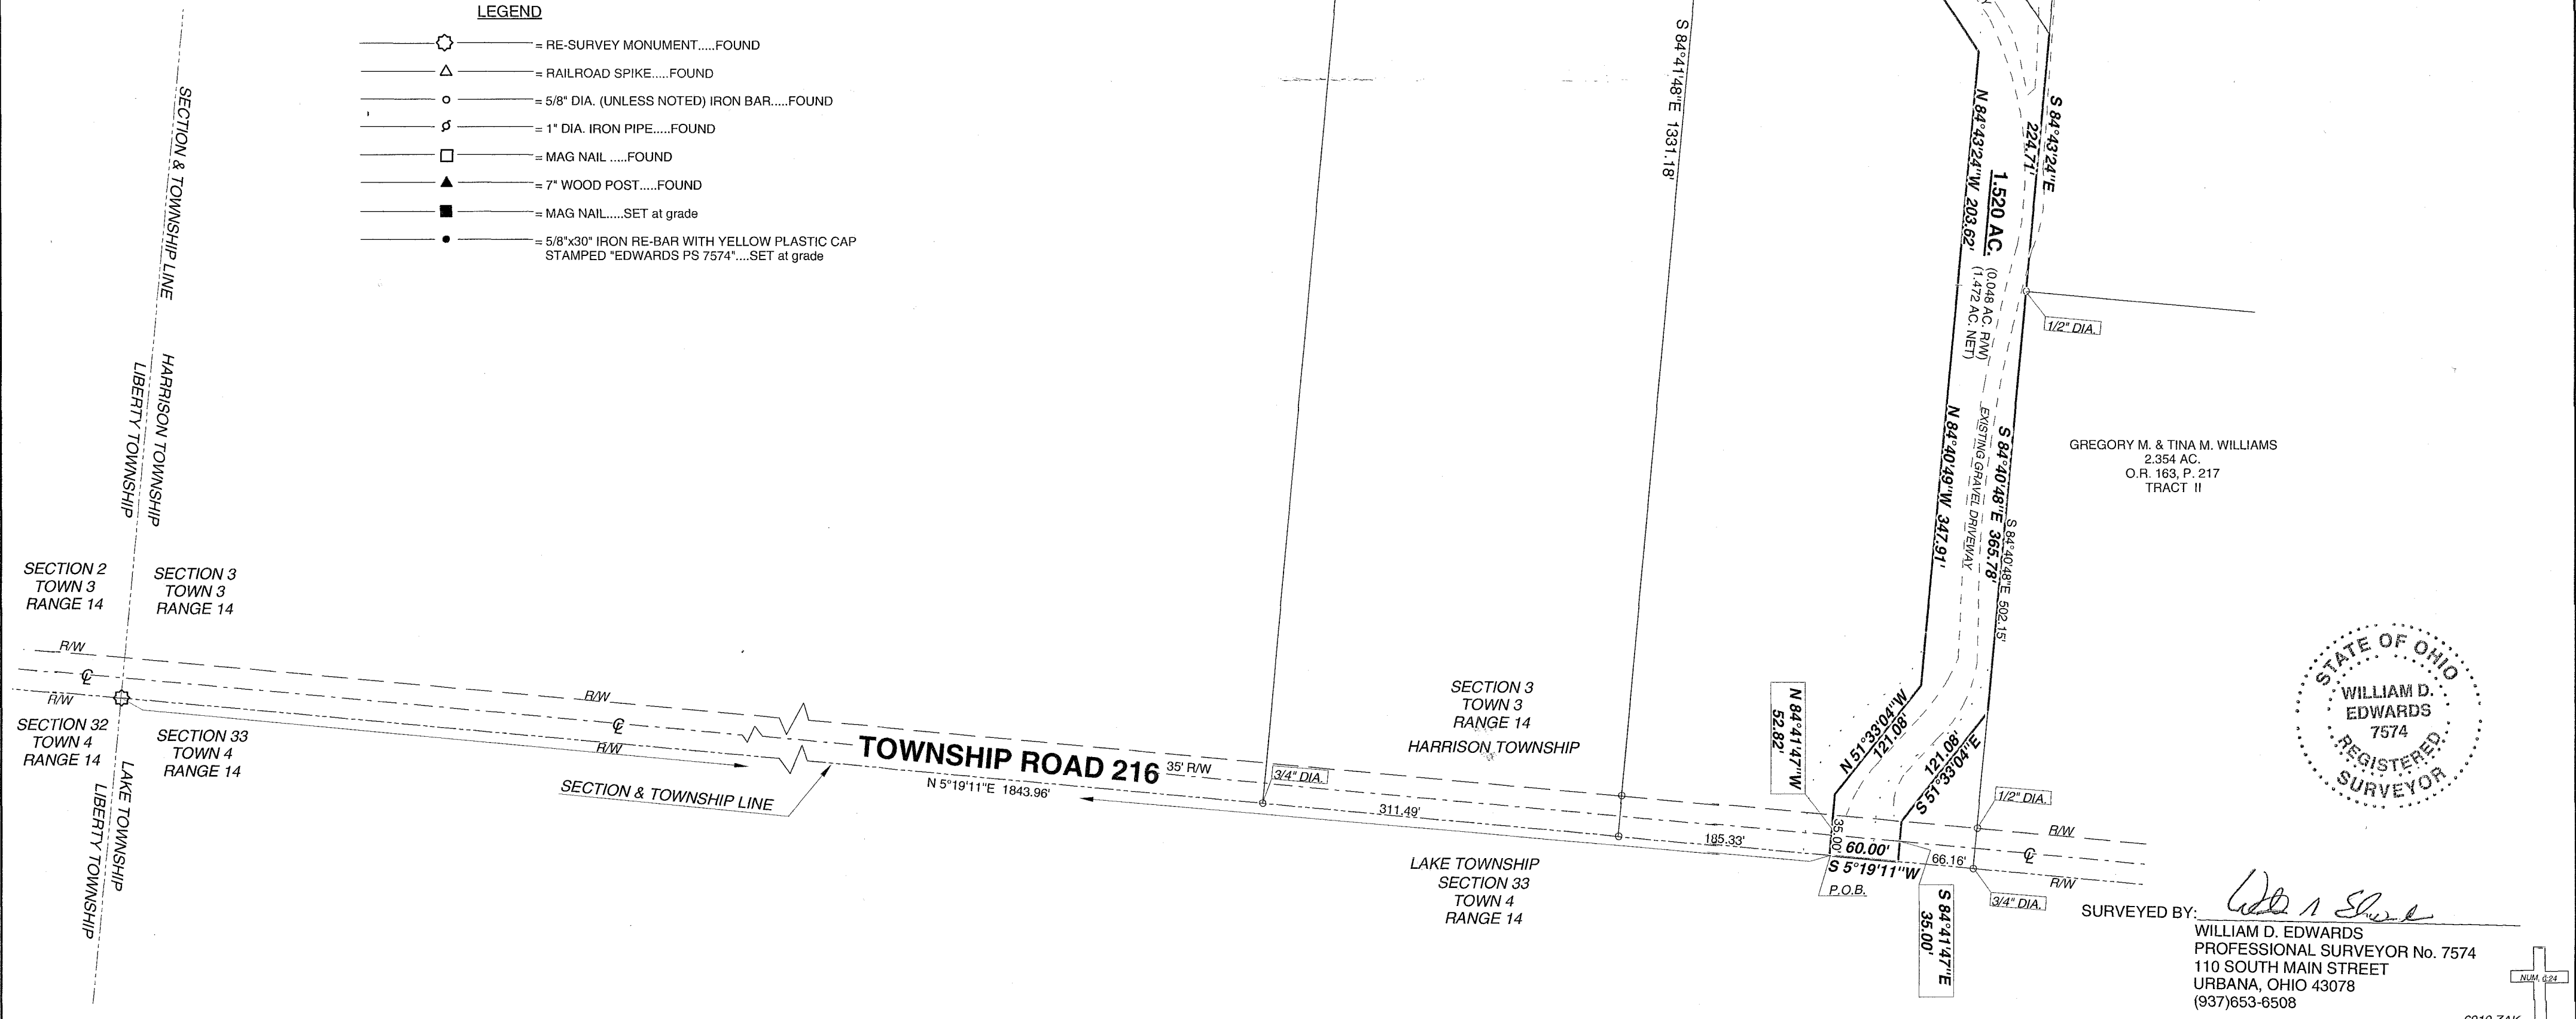 LEGEND
= RE-SURVEY MONUMENT.....FOUND
= RAILROAD SPIKE.....FOUND
= 5/8" DIA. (UNLESS NOTED) IRON BAR.....FOUND
= 1" DIA. IRON PIPE.....FOUND
= MAG NAIL .....FOUND
= 7" WOOD POST.....FOUND
= MAG NAIL.....SET at grade
= 5/8"x30" IRON RE-BAR WITH YELLOW PLASTIC CAP
STAMPED "EDWARDS PS 7574"....SET at grade
SECTION & TOWNSHIP LINE
HARRISON TOWNSHIP
LIBERTY TOWNSHIP
SECTION 2
TOWN 3
RANGE 14
SECTION 3
TOWN 3
RANGE 14
R/W
R/W
SECTION 32
TOWN 4
RANGE 14
SECTION 33
TOWN 4
RANGE 14
LAKE TOWNSHIP
LIBERTY TOWNSHIP
R/W
R/W
SECTION & TOWNSHIP LINE
TOWNSHIP ROAD 216
35' R/W
N 5°19'11"E 1843.96'
3/4" DIA.
311.49'
185.33'
S 84°41'48"E 1331.18'
SECTION 3
TOWN 3
RANGE 14
HARRISON TOWNSHIP
LAKE TOWNSHIP
SECTION 33
TOWN 4
RANGE 14
N 84°43'24"W 203.62'
S 84°43'24"E
224.71'
1.520 AC.
(0.048 AC. R/W)
(1.472 AC. NET)
EXISTING GRAVEL DRIVEWAY
1/2" DIA.
N 84°40'49"W 347.91'
S 84°40'48"E 365.78'
S 84°40'48"E 502.15'
GREGORY M. & TINA M. WILLIAMS
2.354 AC.
O.R. 163, P. 217
TRACT II
N 84°41'47"W
52.82'
N 51°33'04"W
121.08'
121.08'
S 51°33'04"E
35.00'
60.00'
S 5°19'11"W
P.O.B.
66.16'
S 84°41'47"E
35.00'
1/2" DIA.
3/4" DIA.
R/W
R/W
STATE OF OHIO
WILLIAM D.
EDWARDS
7574
REGISTERED
SURVEYOR
SURVEYED BY:
WILLIAM D. EDWARDS
PROFESSIONAL SURVEYOR No. 7574
110 SOUTH MAIN STREET
URBANA, OHIO 43078
(937)653-6508